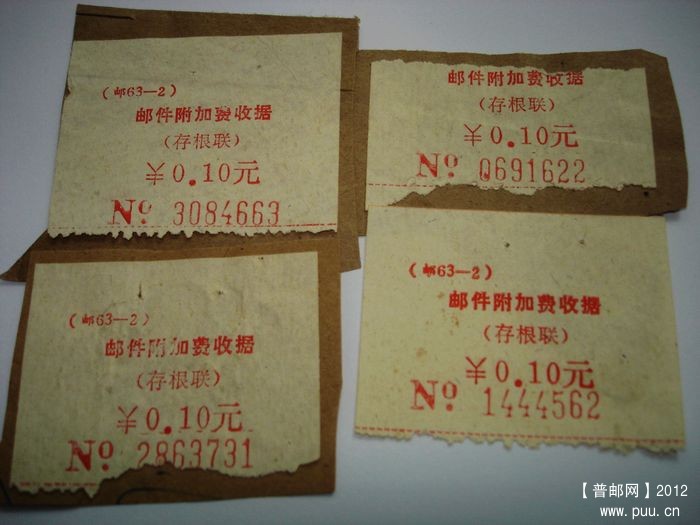 (邮63—2)
邮件附加费收据
(存根联)
¥0.10元
No 3084663
邮件附加费收据
(存根联)
¥0.10元
No 0691622
(邮63—2)
邮件附加费收据
(存根联)
¥0.10元
No 2863731
(邮63—2)
邮件附加费收据
(存根联)
¥0.10元
No 1444562
【普邮网】2012
www.puu.cn